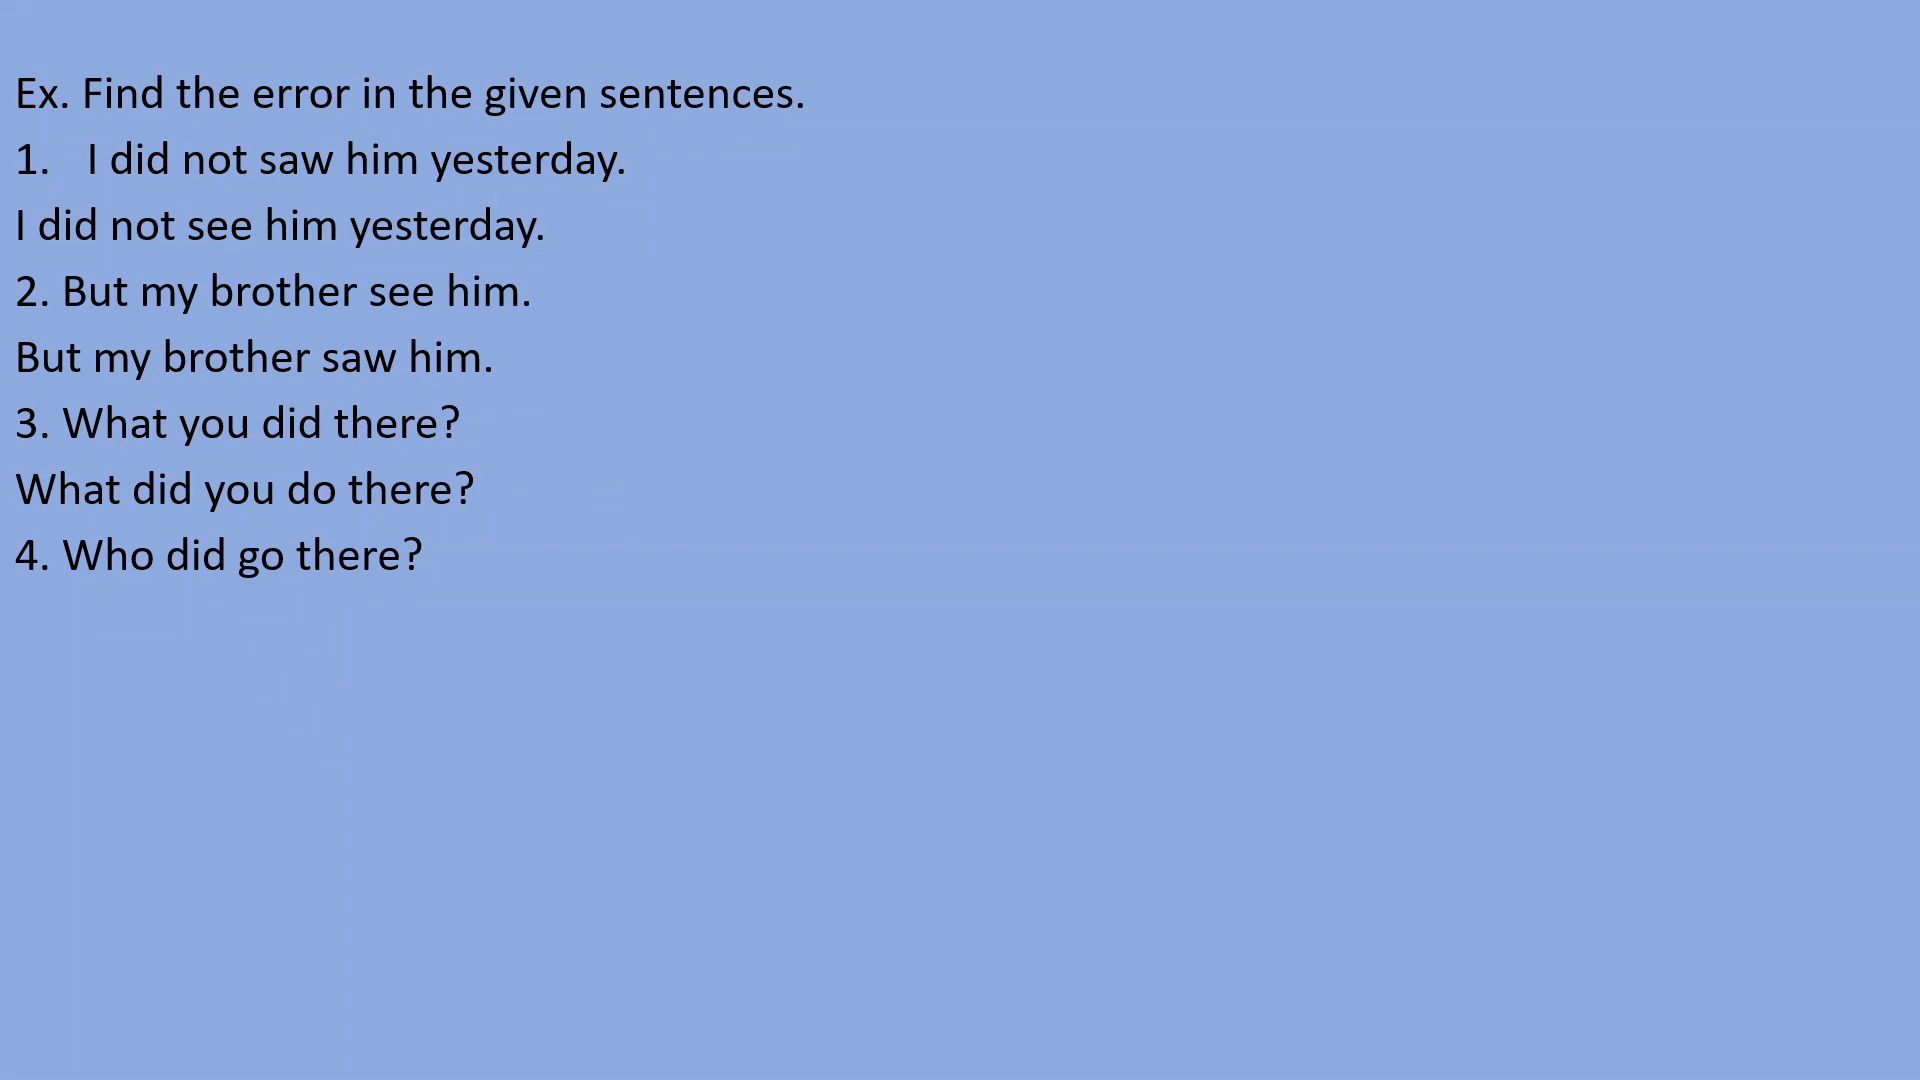 Ex. Find the error in the given sentences.
1. I did not saw him yesterday.
I did not see him yesterday.
2. But my brother see him.
But my brother saw him.
3. What you did there?
What did you do there?
4. Who did go there?